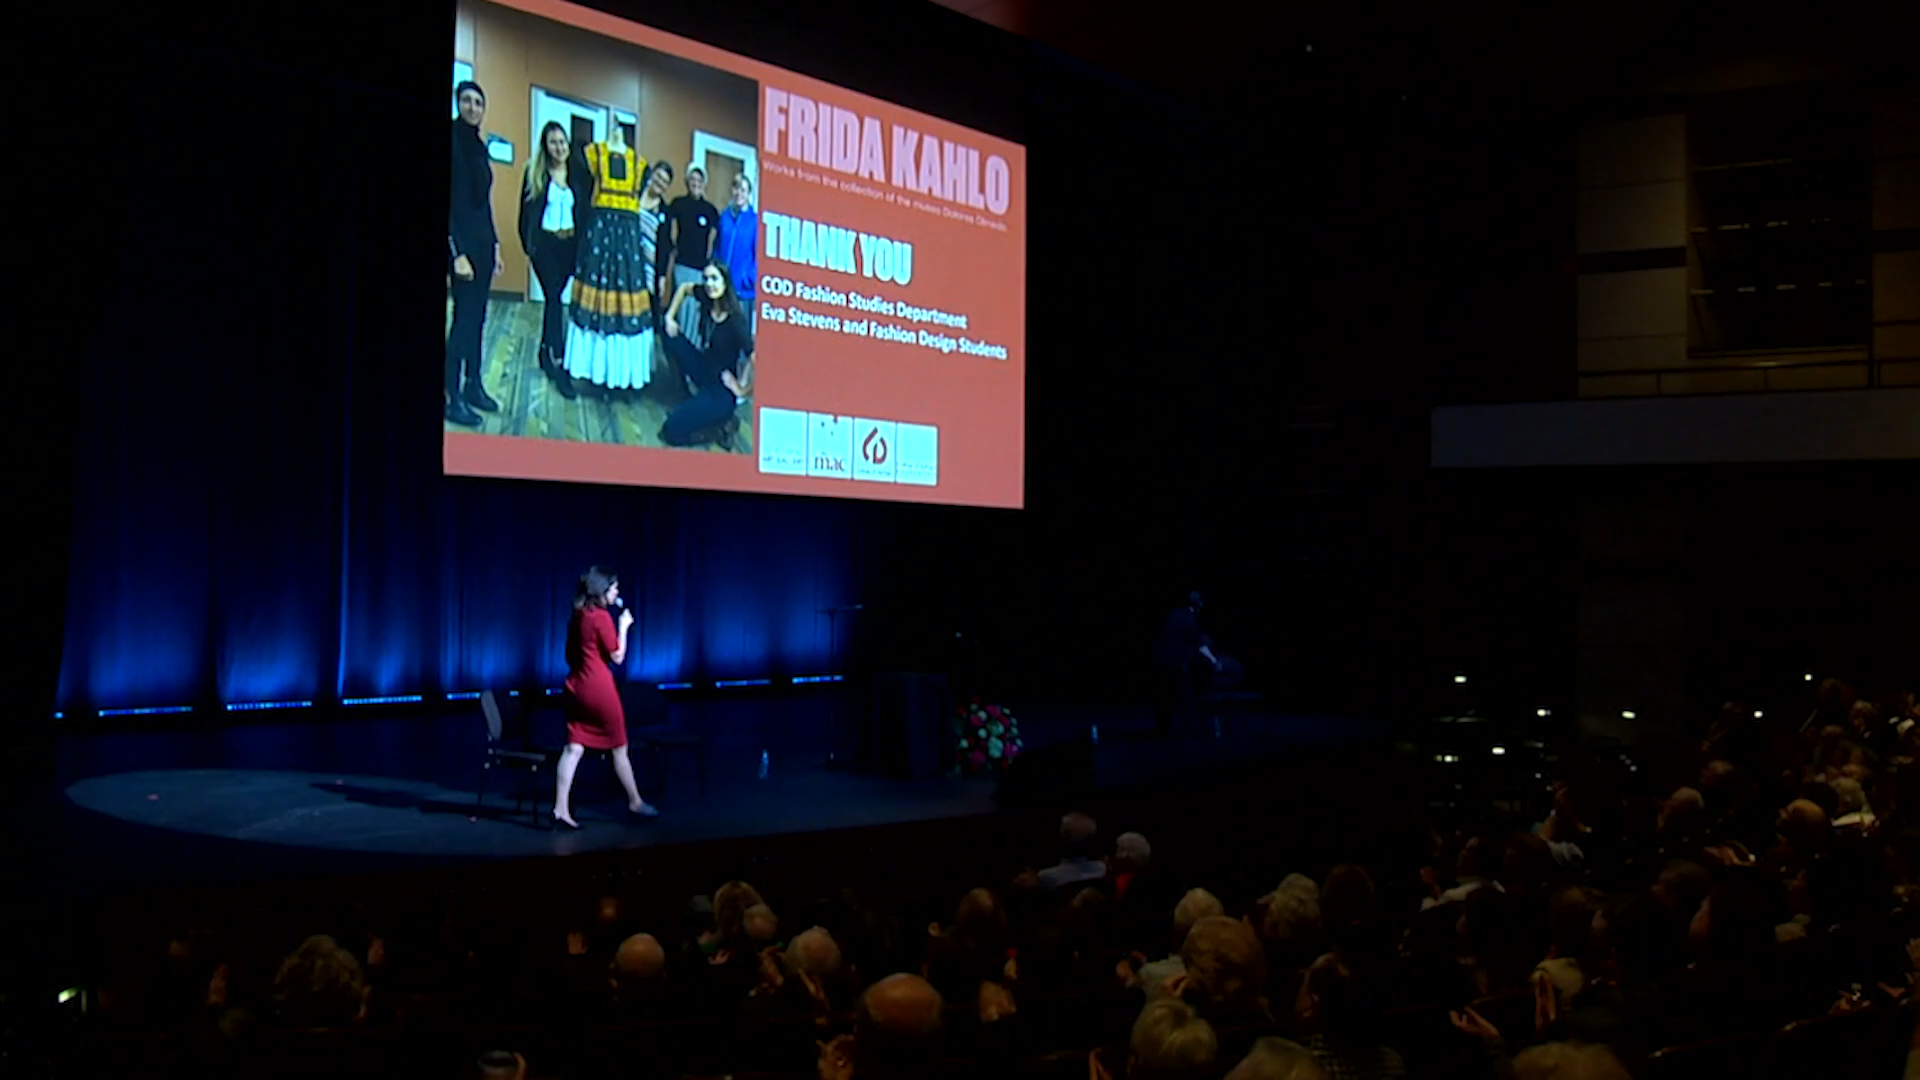 FRIDA KAHLO
Works from the collection of the museo Dolores Olmedo
THANK YOU
COD Fashion Studies Department
Eva Stevens and Fashion Design Students
mac